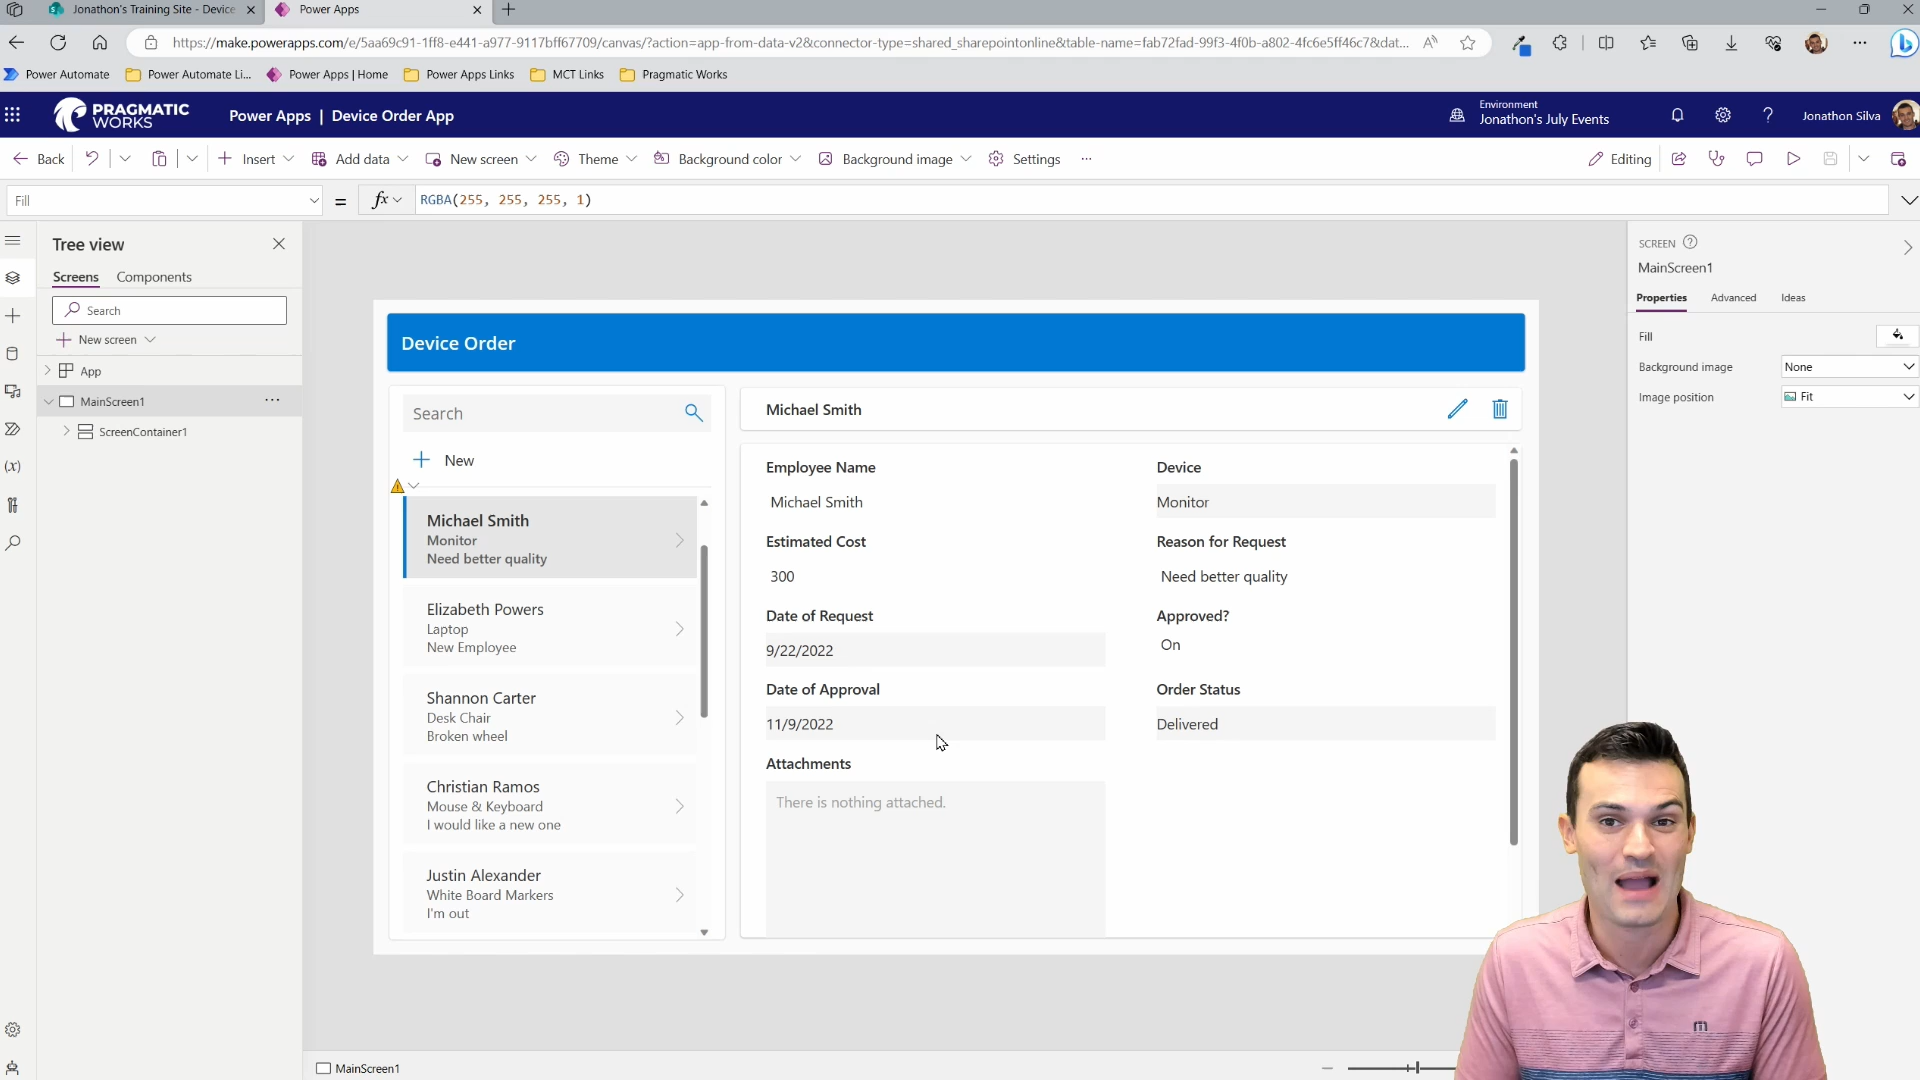 Jonathon's Training Site - Device
Power Apps
https://make.powerapps.com/e/5aa69c91-1ff8-e441-a977-9117bff67709/canvas/?action=app-from-data-v2&connector-type=shared_sharepointonline&table-name=fab72fad-99f3-4f0b-a802-4fc6e5ff46c7&dat...
Power Automate
Power Automate Li...
Power Apps | Home
Power Apps Links
MCT Links
Pragmatic Works
PRAGMATIC
WORKS
Power Apps | Device Order App
Environment
Jonathon's July Events
Jonathon Silva
Back
Insert
Add data
New screen
Theme
Background color
Background image
Settings
...
Editing
Fill
=
fx
RGBA(255, 255, 255, 1)
Tree view
Screens
Components
Search
New screen
App
MainScreen1
ScreenContainer1
Device Order
Search
New
Michael Smith
Monitor
Need better quality
Elizabeth Powers
Laptop
New Employee
Shannon Carter
Desk Chair
Broken wheel
Christian Ramos
Mouse & Keyboard
I would like a new one
Justin Alexander
White Board Markers
I'm out
Michael Smith
Employee Name
Michael Smith
Device
Monitor
Estimated Cost
300
Reason for Request
Need better quality
Date of Request
9/22/2022
Approved?
On
Date of Approval
11/9/2022
Order Status
Delivered
Attachments
There is nothing attached.
SCREEN
MainScreen1
Properties
Advanced
Ideas
Fill
Background image
None
Image position
Fit
MainScreen1